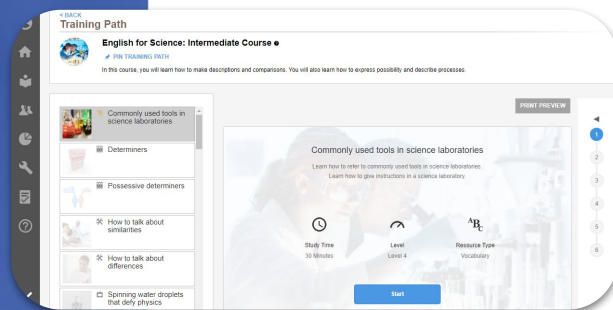 < BACK
Training Path
English for Science: Intermediate Course
PIN TRAINING PATH
In this course, you will learn how to make descriptions and comparisons. You will also learn how to express possibility and describe processes.
Commonly used tools in
science laboratories
Determiners
Possessive determiners
How to talk about
similarities
How to talk about
differences
Spinning water droplets
that defy physics
PRINT PREVIEW
Commonly used tools in science laboratories
Learn how to refer to commonly used tools in science laboratories.
Learn how to give instructions in a science laboratory.
ABC
Study Time
Level
Resource Type
30 Minutes
Level 4
Vocabulary
Start
1
2
3
4
5
6